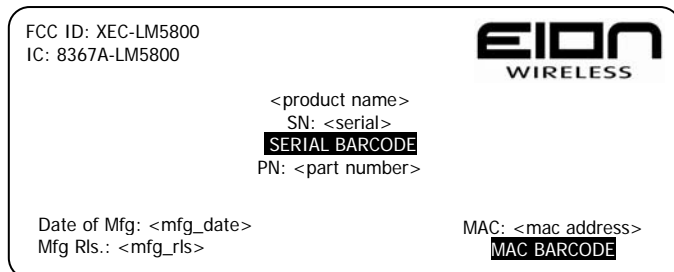 FCC ID: XEC-LM5800
IC: 8367A-LM5800
EION
WIRELESS
<product name>
SN: <serial>
SERIAL BARCODE
PN: <part number>
Date of Mfg: <mfg_date>
Mfg Rls.: <mfg_rls>
MAC: <mac address>
MAC BARCODE